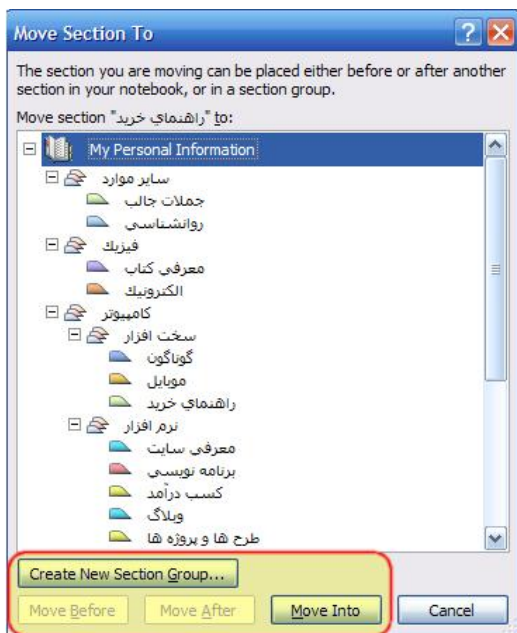 Move Section To
The section you are moving can be placed either before or after another
section in your notebook, or in a section group.
Move section "راهنماي خريد" to:
My Personal Information
ساير موارد
جملات جالب
روانشناسي
فيزيك
معرفي كتاب
الكترونيك
كامپيوتر
سخت افزار
گوناگون
موبايل
راهنماي خريد
نرم افزار
معرفي سايت
برنامه نويسي
كسب درآمد
وبلاگ
طرح ها و پروژه ها
Create New Section Group...
Move Before Move After Move Into Cancel